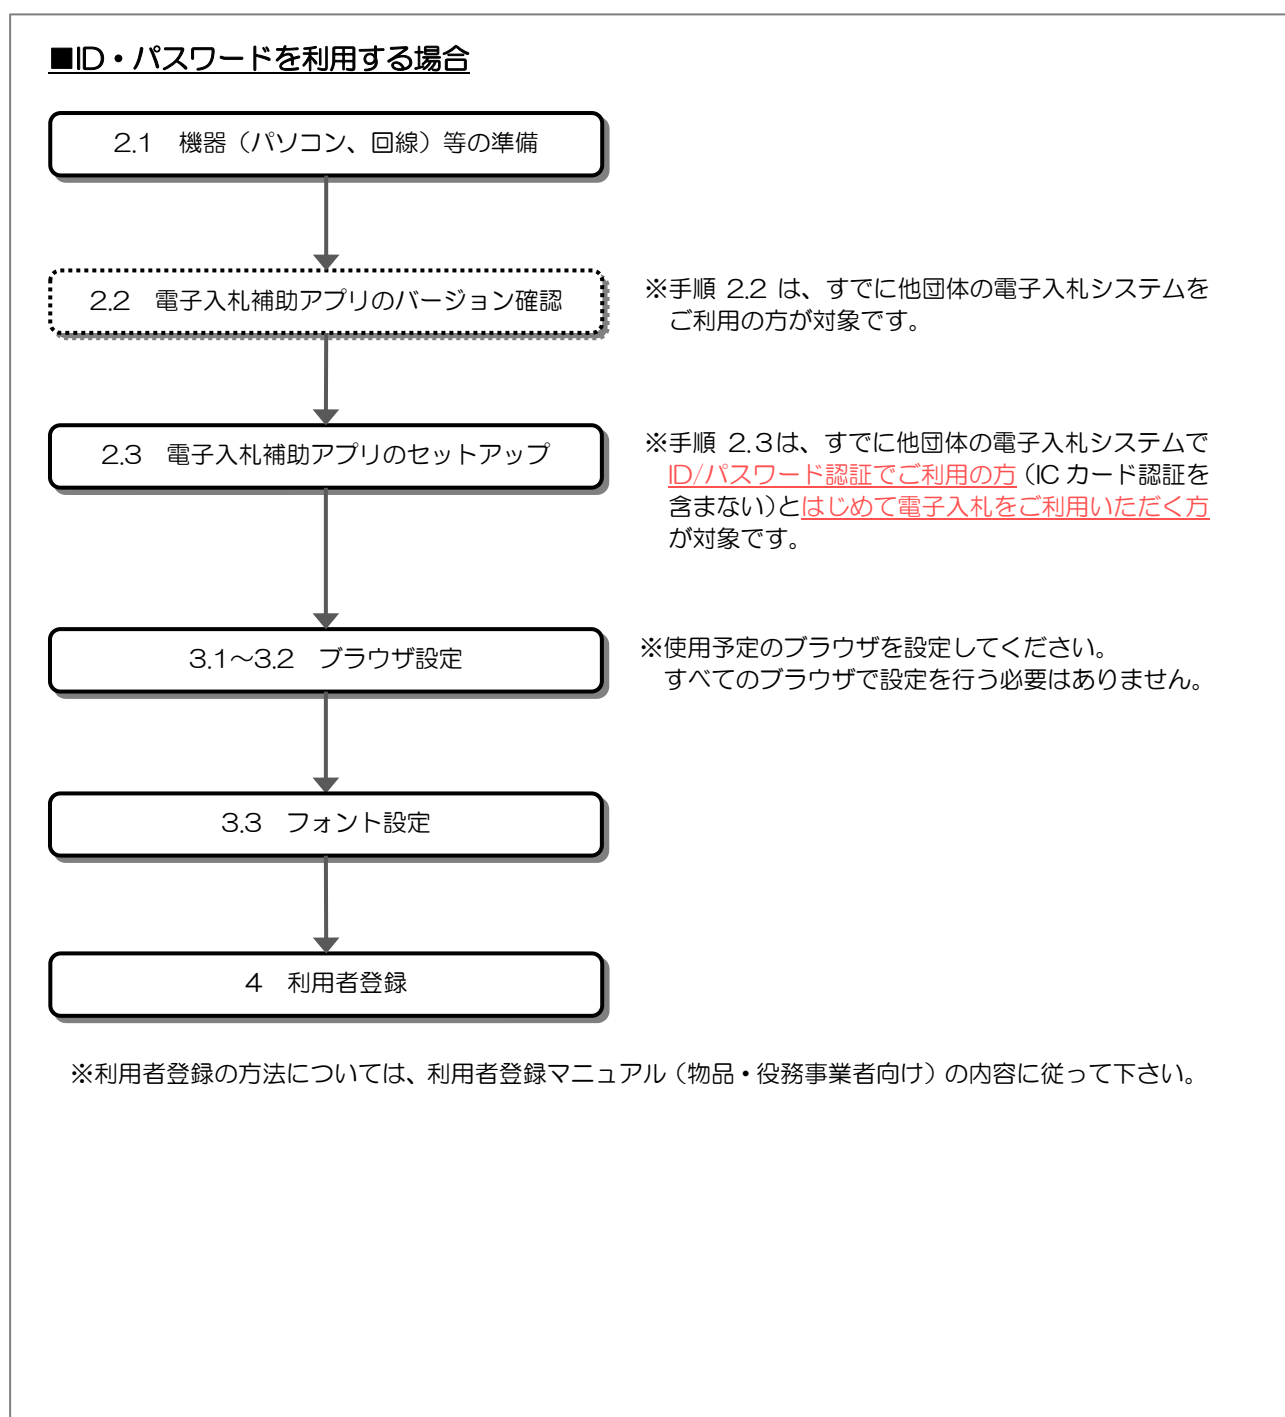 ■ID・パスワードを利用する場合
2.1　機器（パソコン、回線）等の準備
2.2　電子入札補助アプリのバージョン確認
※手順 2.2 は、すでに他団体の電子入札システムを
ご利用の方が対象です。
2.3　電子入札補助アプリのセットアップ
※手順 2.3は、すでに他団体の電子入札システムで
ID/パスワード認証でご利用の方（IC カード認証を
含まない）とはじめて電子入札をご利用いただく方
が対象です。
3.1～3.2　ブラウザ設定
※使用予定のブラウザを設定してください。
すべてのブラウザで設定を行う必要はありません。
3.3　フォント設定
4　利用者登録
※利用者登録の方法については、利用者登録マニュアル（物品・役務事業者向け）の内容に従って下さい。